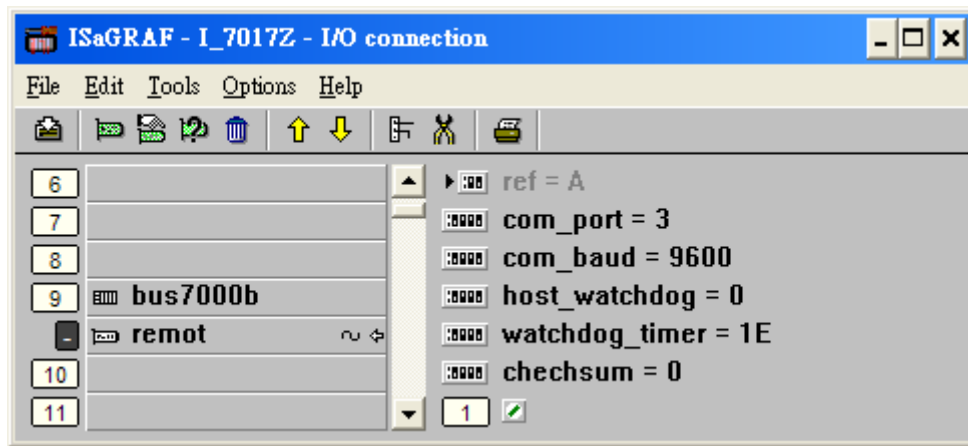 ISaGRAF - I_7017Z - I/O connection
File Edit Tools Options Help
6
7
8
9 bus7000b
- remot
10
11
ref = A
com_port = 3
com_baud = 9600
host_watchdog = 0
watchdog_timer = 1E
chechsum = 0
1